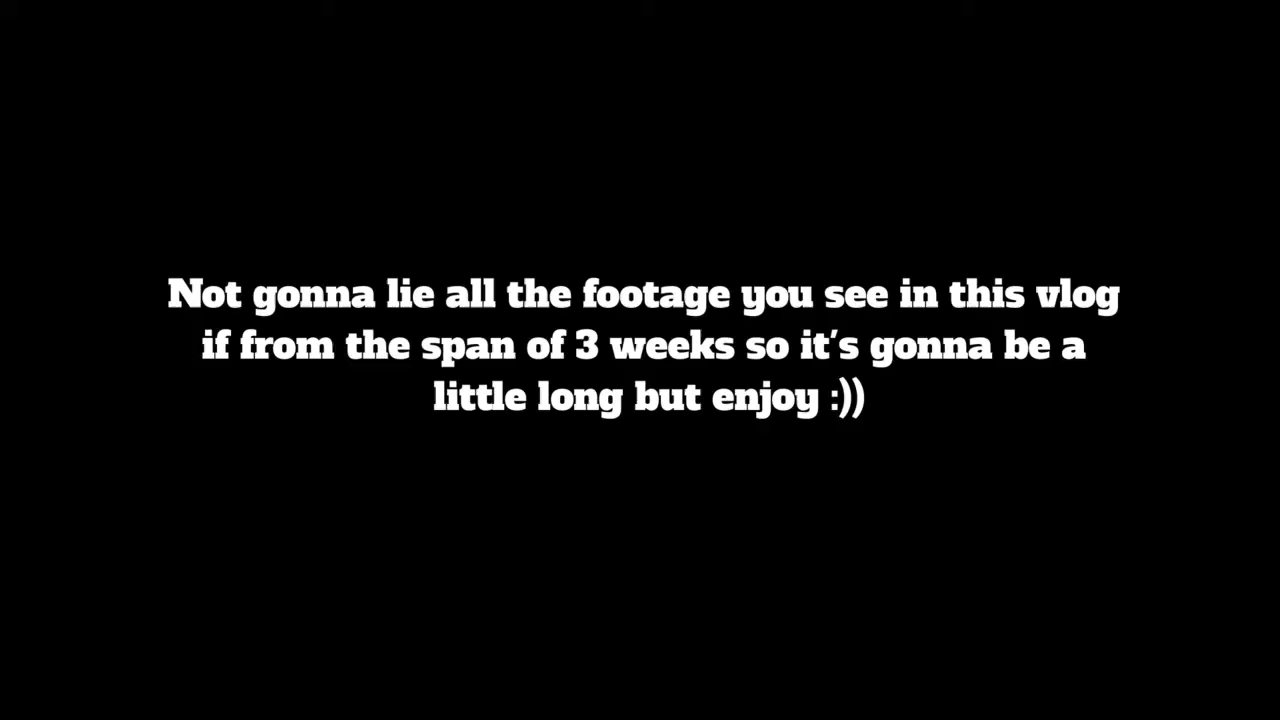 Not gonna lie all the footage you see in this vlog
if from the span of 3 weeks so it's gonna be a
little long but enjoy :))